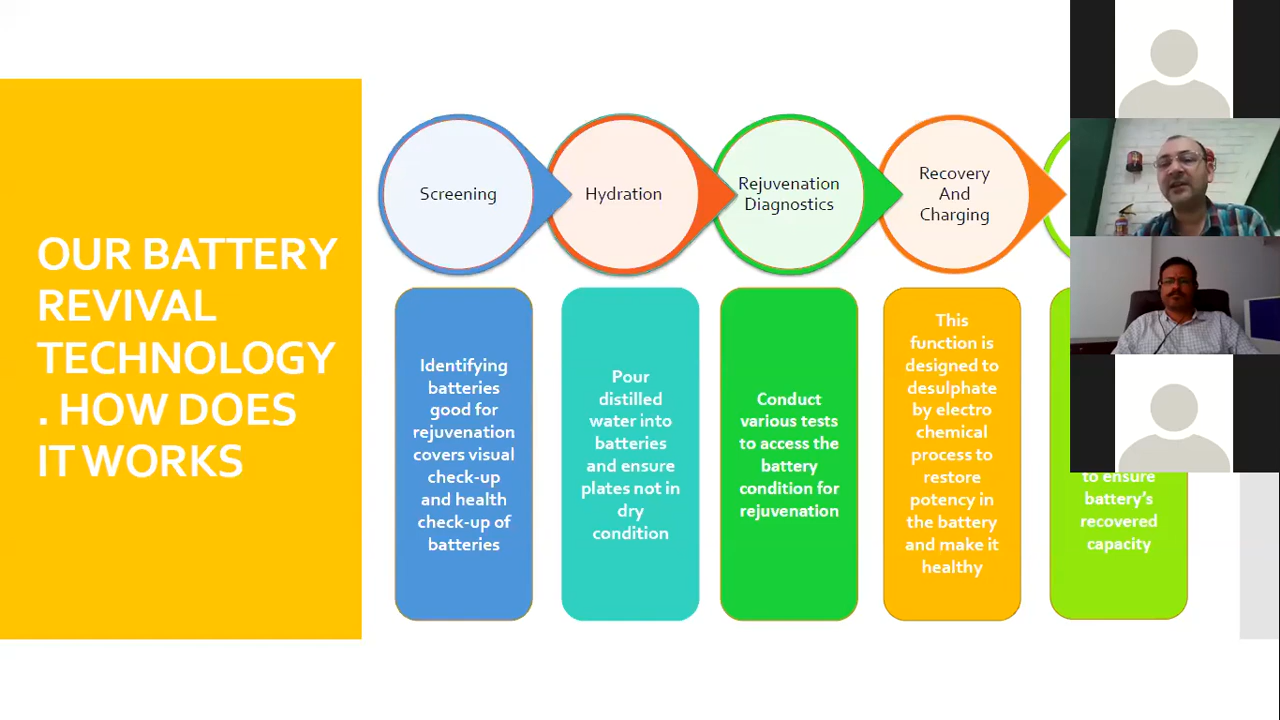 OUR BATTERY
REVIVAL
TECHNOLOGY
. HOW DOES
IT WORKS
Screening
Hydration
Rejuvenation
Diagnostics
Recovery
And
Charging
Identifying
batteries
good for
rejuvenation
covers visual
check-up
and health
check-up of
batteries
Pour
distilled
water into
batteries
and ensure
plates not in
dry
condition
Conduct
various tests
to access the
battery
condition for
rejuvenation
This
function is
designed to
desulphate
by electro
chemical
process to
restore
potency in
the battery
and make it
healthy
to ensure
battery's
recovered
capacity